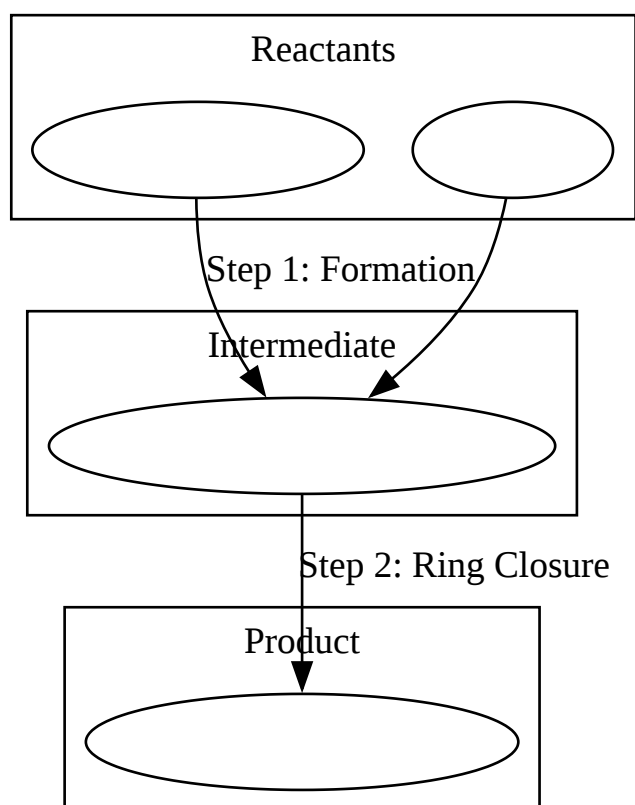 Reactants
Step 1: Formation
Intermediate
Step 2: Ring Closure
Product